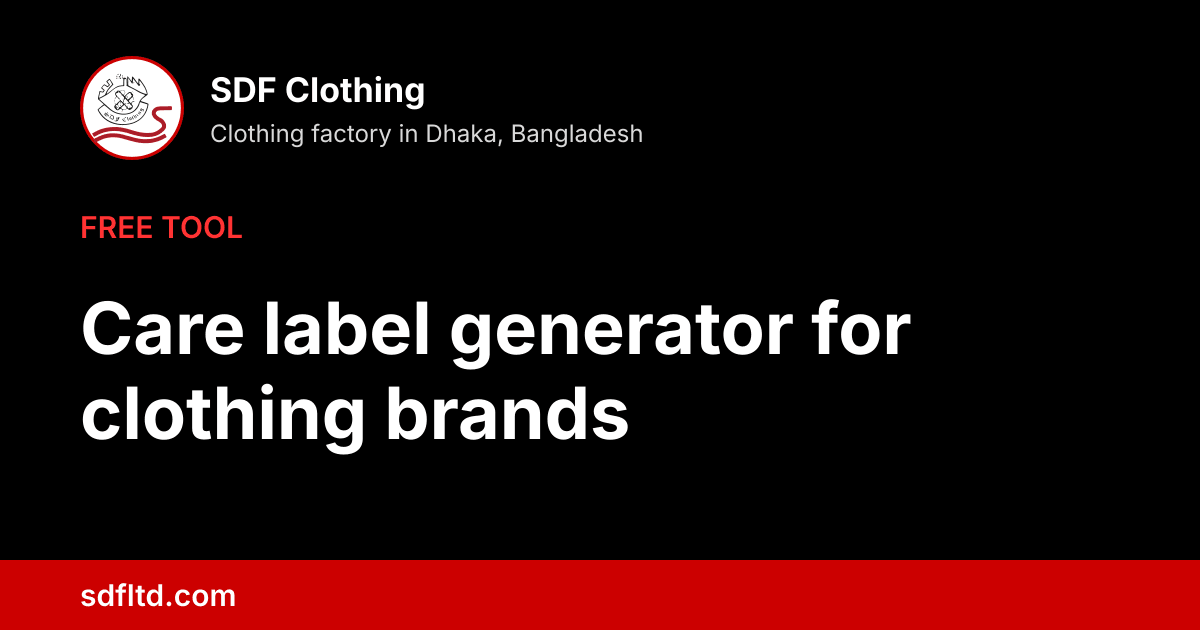 SDF Clothing
Clothing factory in Dhaka, Bangladesh
FREE TOOL
Care label generator for
clothing brands
sdfltd.com